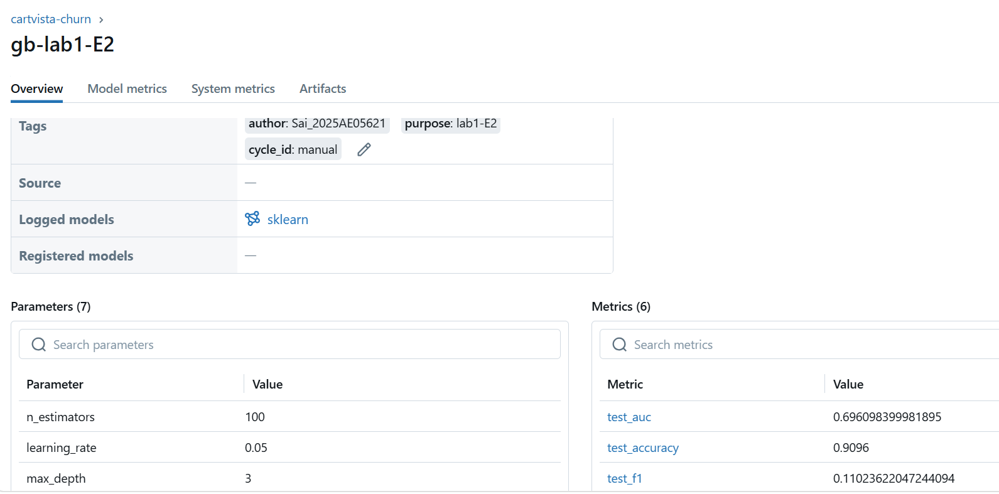 cartvista-churn >
gb-lab1-E2
Overview Model metrics System metrics Artifacts
Tags author: Sai_2025AE05621 purpose: lab1-E2
cycle_id: manual
Source —
Logged models sklearn
Registered models —
Parameters (7)
Search parameters
Parameter Value
n_estimators 100
learning_rate 0.05
max_depth 3
Metrics (6)
Search metrics
Metric Value
test_auc 0.696098399981895
test_accuracy 0.9096
test_f1 0.11023622047244094